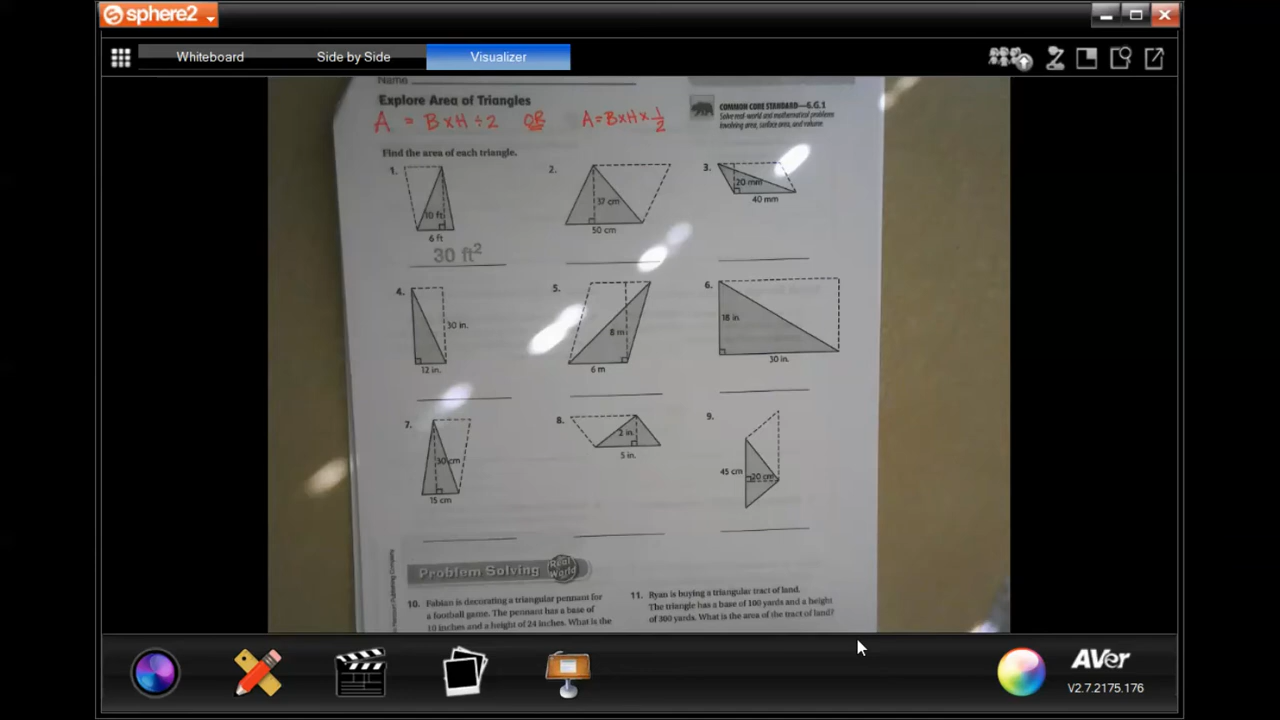 sphere2
Whiteboard Side by Side Visualizer
Name
Explore Area of Triangles
A = B x H ÷ 2 OR A = B x H x 1/2
COMMON CORE STANDARD—6.G.1
Solve real-world and mathematical problems
involving area, surface area, and volume.
Find the area of each triangle.
1.
10 ft
6 ft
30 ft²
2.
37 cm
50 cm
3.
20 mm
40 mm
4.
30 in.
12 in.
5.
8 m
6 m
6.
18 in.
30 in.
7.
30 cm
15 cm
8.
2 in.
5 in.
9.
45 cm
20 cm
Problem Solving Real World
10. Fabian is decorating a triangular pennant for
a football game. The pennant has a base of
10 inches and a height of 24 inches. What is the
11. Ryan is buying a triangular tract of land.
The triangle has a base of 100 yards and a height
of 300 yards. What is the area of the tract of land?
Publishing Company
AVer
V2.7.2175.176